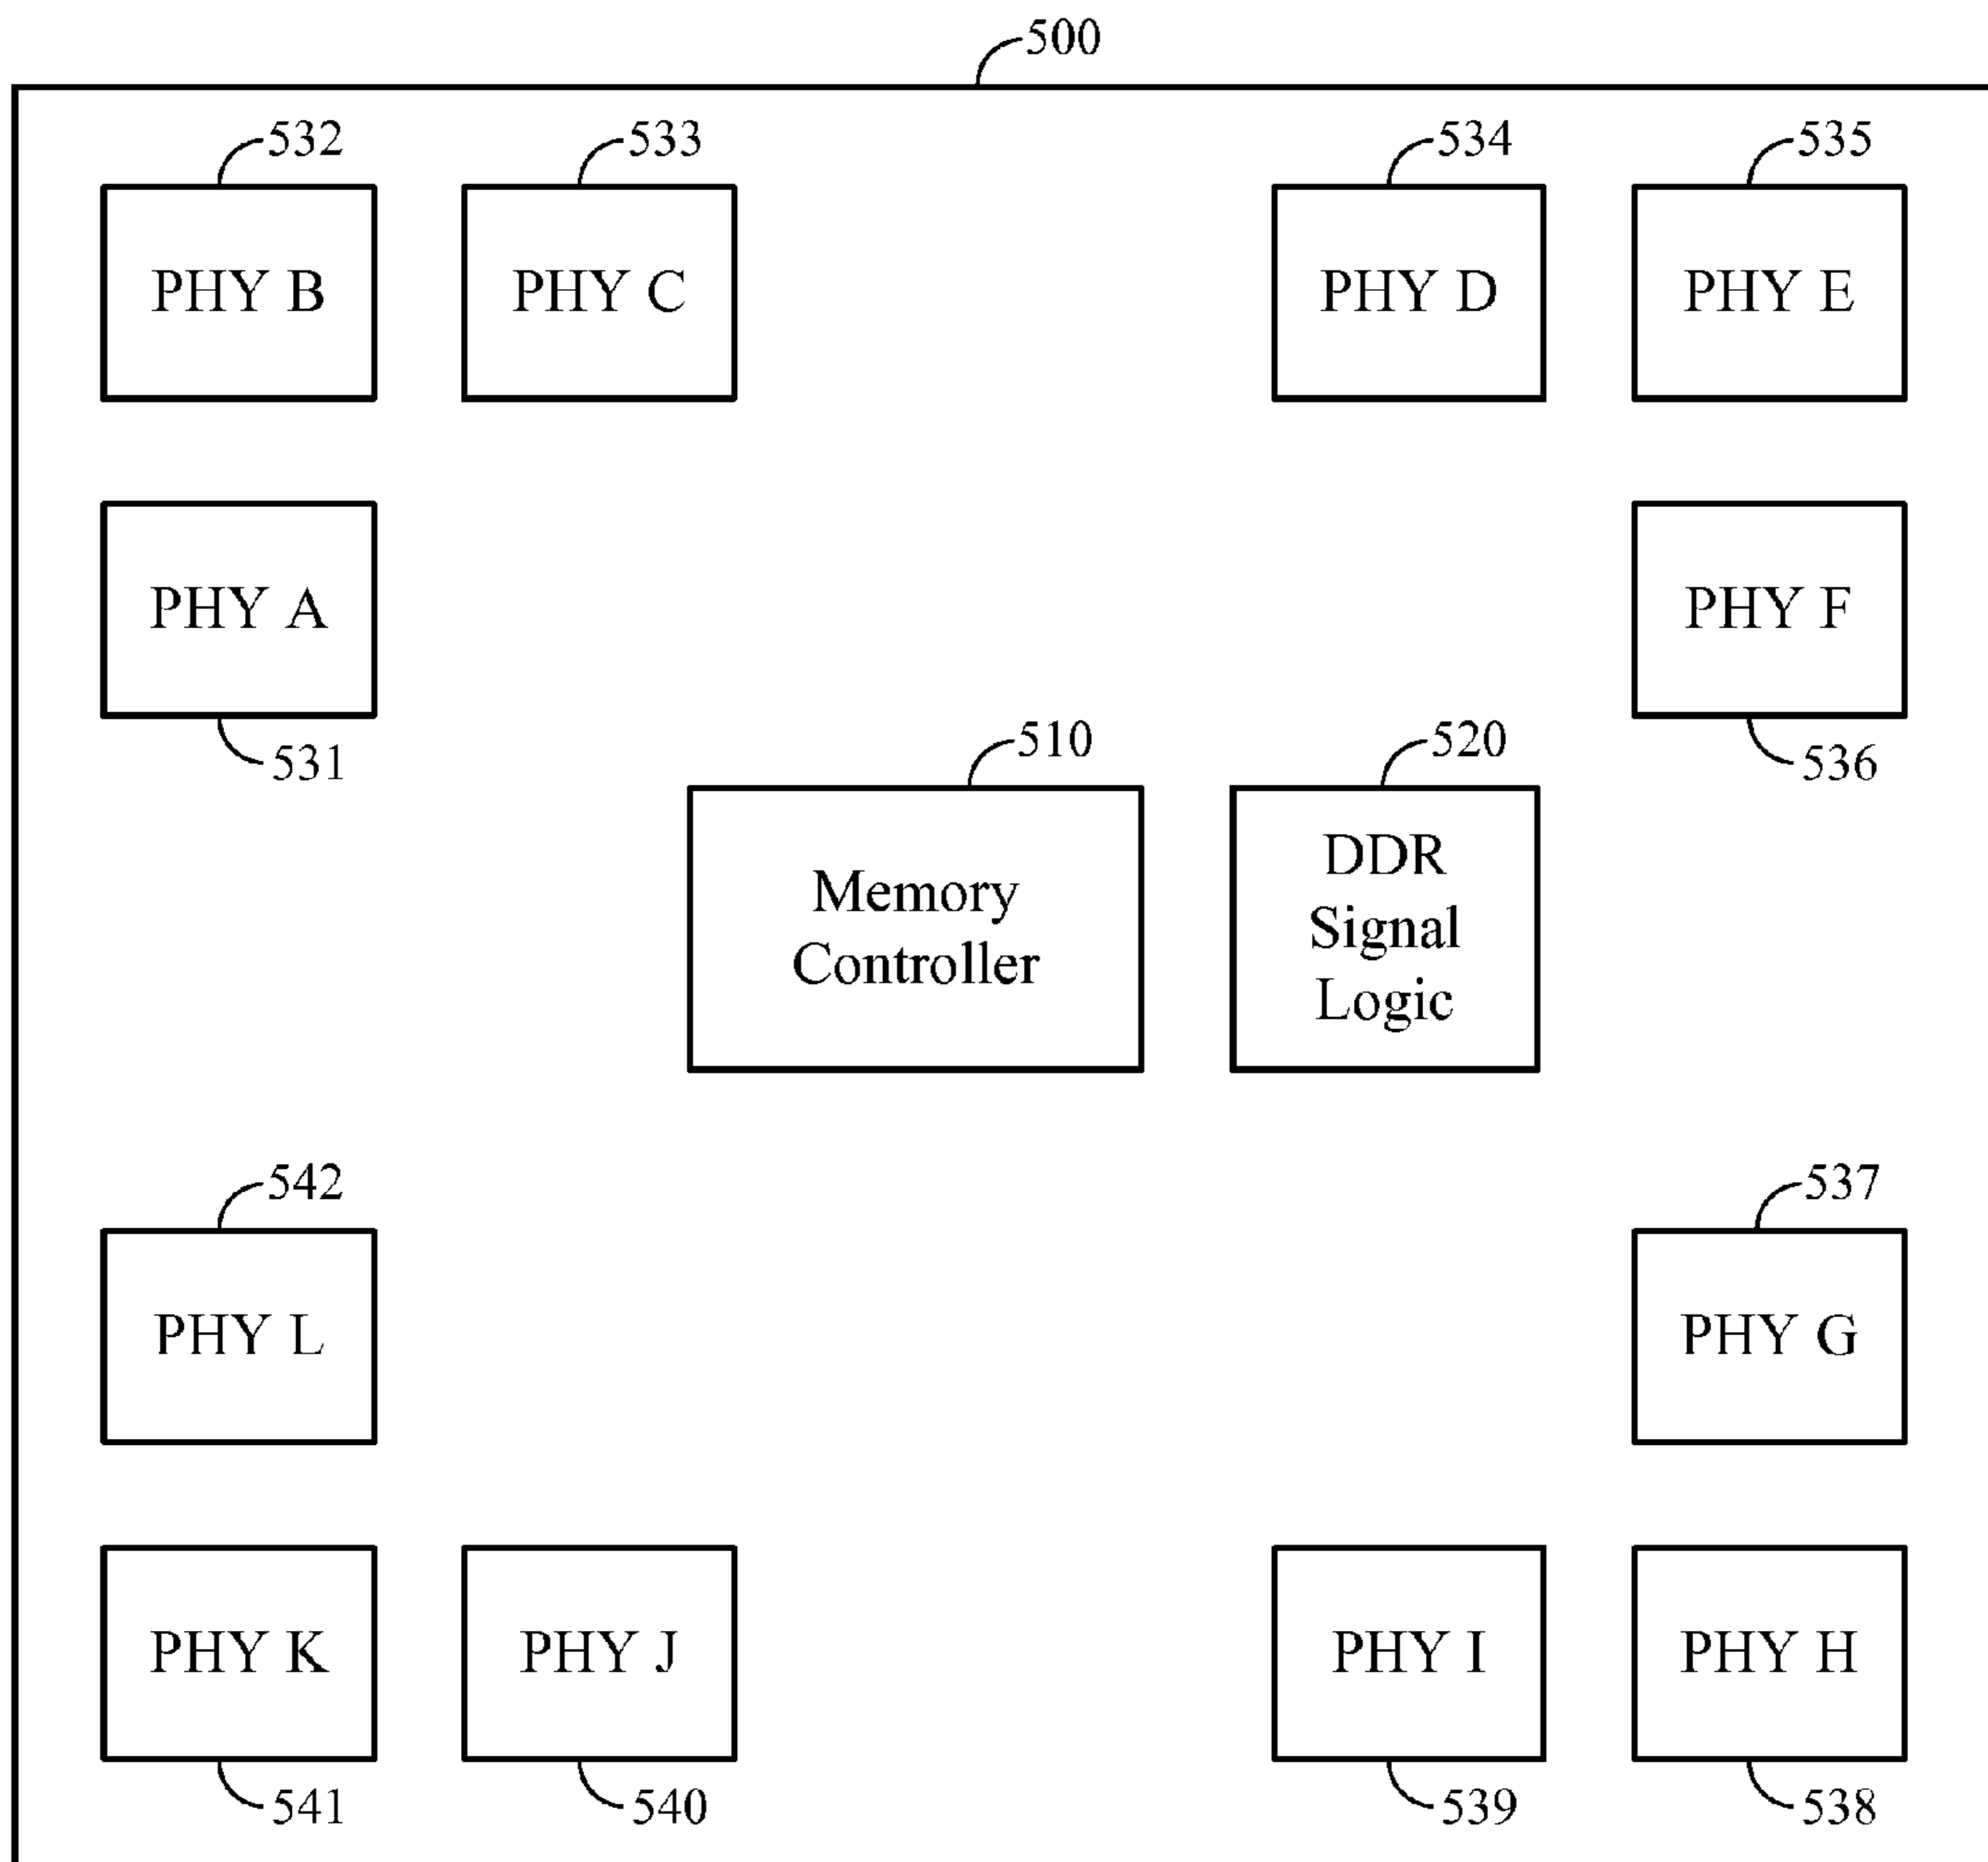 500
532
533
534
535
PHY B
PHY C
PHY D
PHY E
PHY A
PHY F
531
536
510
520
Memory
Controller
DDR
Signal
Logic
542
537
PHY L
PHY G
PHY K
PHY J
PHY I
PHY H
541
540
539
538